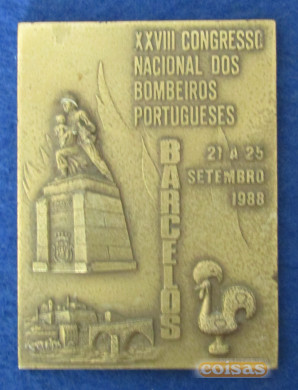 XXVIII CONGRESSO
NACIONAL DOS
BOMBEIROS
PORTUGUESES
BARCELOS
21 A 25
SETEMBRO
1988
coisas